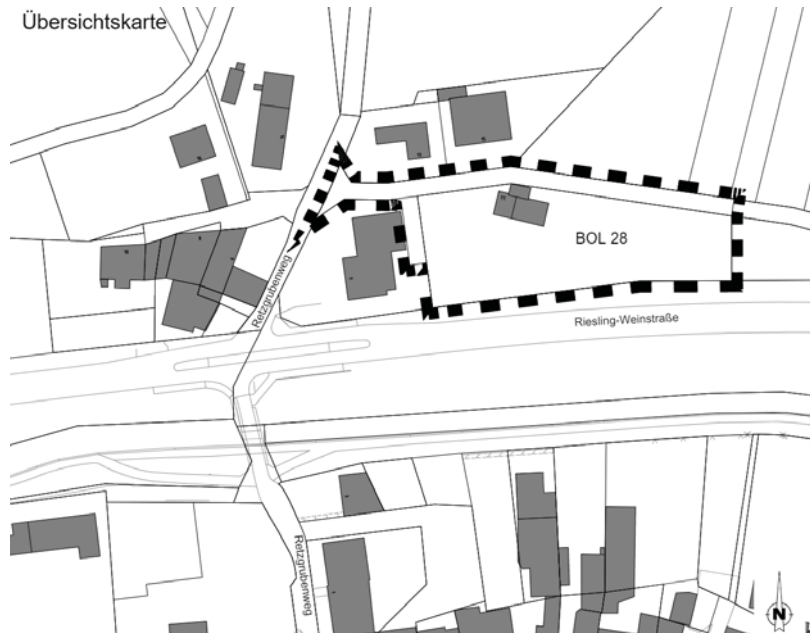 Übersichtskarte
BOL 28
Retzgrubenweg
Riesling-Weinstraße
Retzgrubenweg
N